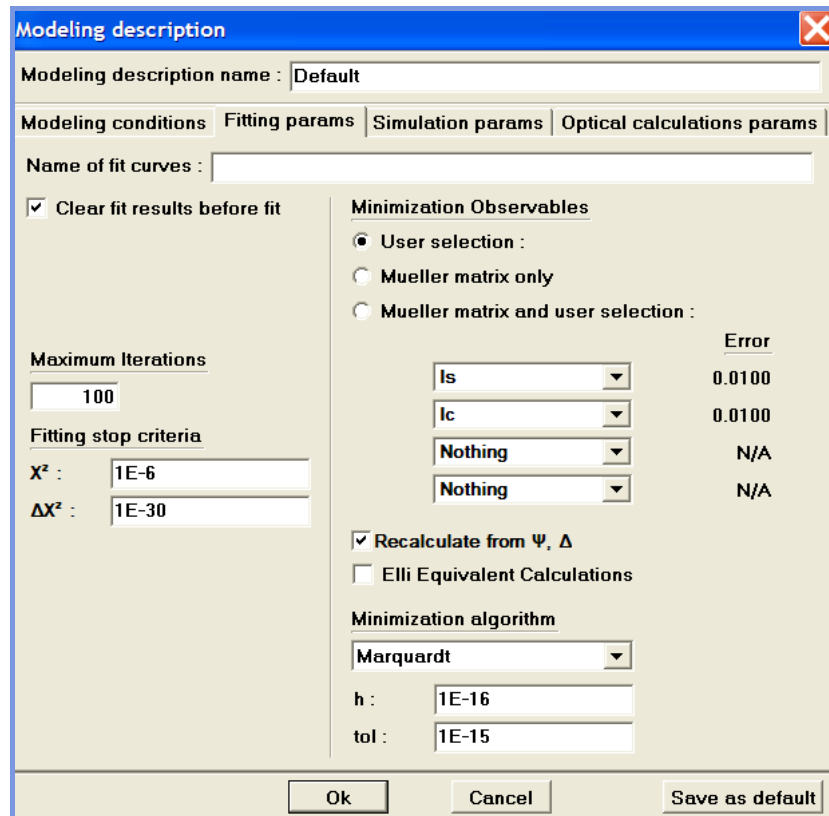 Modeling description
Modeling description name : Default
Modeling conditions Fitting params Simulation params Optical calculations params
Name of fit curves :
Clear fit results before fit
Maximum Iterations
100
Fitting stop criteria
X² : 1E-6
ΔX² : 1E-30
Minimization Observables
User selection :
Mueller matrix only
Mueller matrix and user selection :
Error
Is 0.0100
Ic 0.0100
Nothing N/A
Nothing N/A
Recalculate from Ψ, Δ
Elli Equivalent Calculations
Minimization algorithm
Marquardt
h : 1E-16
tol : 1E-15
Ok Cancel Save as default